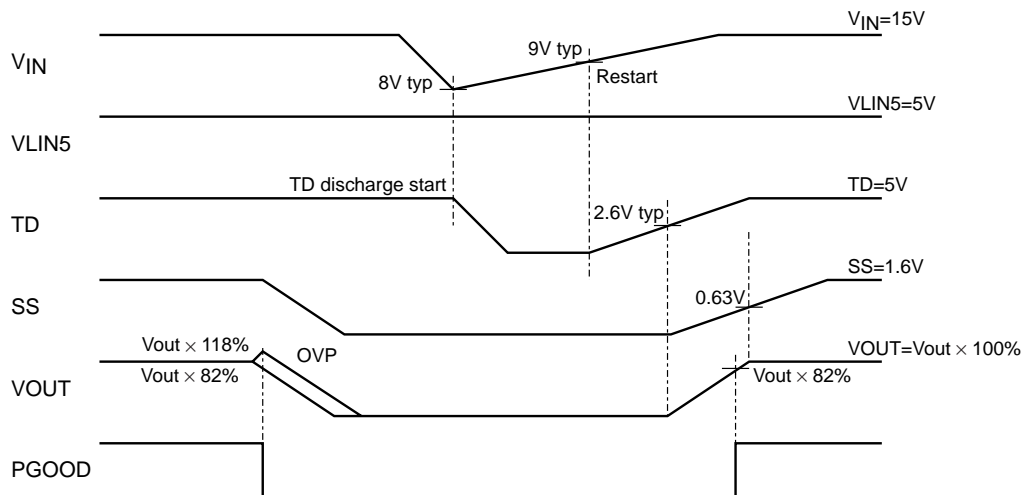 VIN=15V
9V typ
VIN
Restart
8V typ
VLIN5=5V
VLIN5
TD discharge start
TD=5V
2.6V typ
TD
SS=1.6V
0.63V
SS
Vout × 118%
OVP
VOUT=Vout × 100%
Vout × 82%
Vout × 82%
VOUT
PGOOD